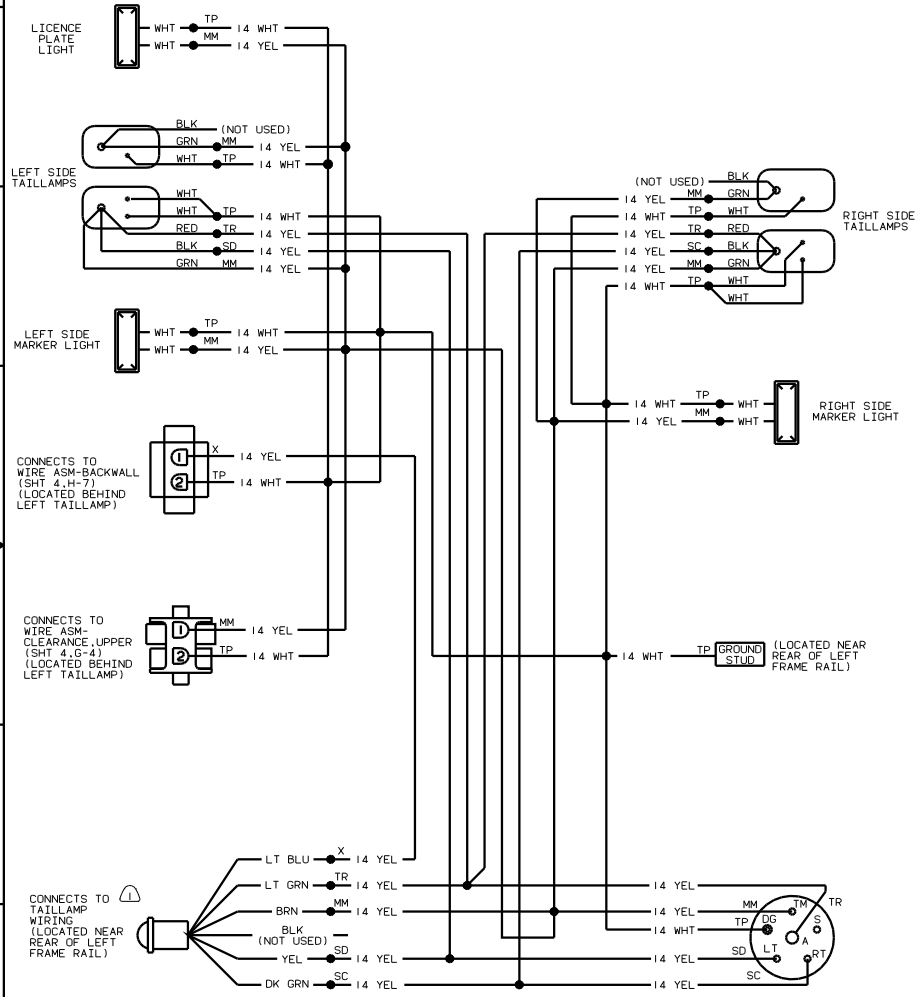 LICENCE
PLATE
LIGHT
WHT TP 14 WHT
WHT MM 14 YEL
LEFT SIDE
TAILLAMPS
BLK (NOT USED)
GRN MM 14 YEL
WHT TP 14 WHT
WHT
WHT TP 14 WHT
RED TR 14 YEL
BLK SD 14 YEL
GRN MM 14 YEL
(NOT USED) BLK
14 YEL MM GRN
14 WHT TP WHT
14 YEL TR RED
14 YEL SC BLK
14 YEL MM GRN
14 WHT TP WHT
WHT
RIGHT SIDE
TAILLAMPS
LEFT SIDE
MARKER LIGHT
WHT TP 14 WHT
WHT MM 14 YEL
14 WHT TP WHT
14 YEL MM WHT
RIGHT SIDE
MARKER LIGHT
CONNECTS TO
WIRE ASM-BACKWALL
(SHT 4,H-7)
(LOCATED BEHIND
LEFT TAILLAMP)
1 X 14 YEL
2 TP 14 WHT
CONNECTS TO
WIRE ASM-
CLEARANCE,UPPER
(SHT 4,G-4)
(LOCATED BEHIND
LEFT TAILLAMP)
1 MM 14 YEL
2 TP 14 WHT
14 WHT TP
GROUND
STUD
(LOCATED NEAR
REAR OF LEFT
FRAME RAIL)
CONNECTS TO 1
TAILLAMP
WIRING
(LOCATED NEAR
REAR OF LEFT
FRAME RAIL)
LT BLU X 14 YEL
LT GRN TR 14 YEL
BRN MM 14 YEL
BLK
(NOT USED)
YEL SD 14 YEL
DK GRN SC 14 YEL
14 YEL TR
14 YEL MM
14 WHT TP
14 YEL SD
14 YEL SC
TM
DG S
A
LT RT